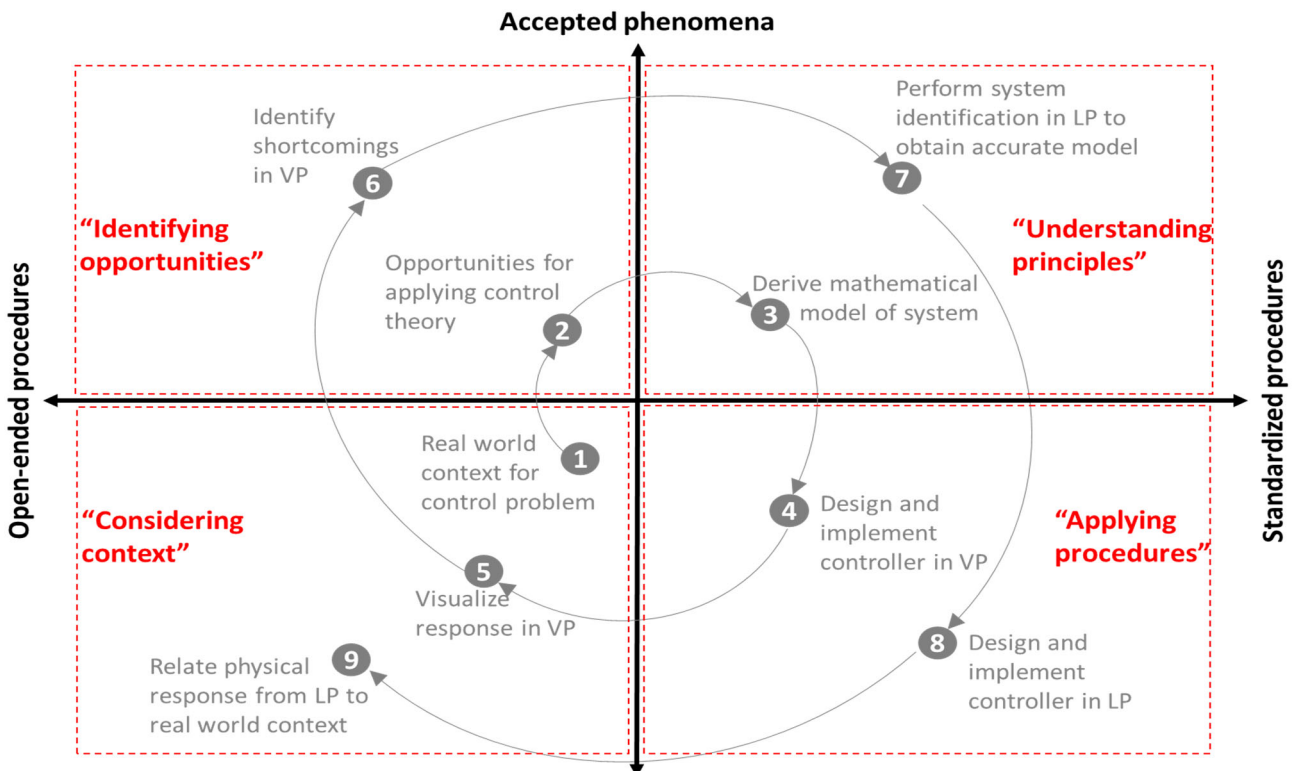 Accepted phenomena
Identify
shortcomings
in VP
6
Perform system
identification in LP to
obtain accurate model
7
“Identifying
opportunities”
“Understanding
principles”
Opportunities for
applying control
theory
2
Derive mathematical
model of system
3
Open-ended procedures
Standardized procedures
Real world
context for
control problem
1
“Considering
context”
4
Design and
implement
controller in VP
“Applying
procedures”
5
Visualize
response in VP
9
Relate physical
response from LP to
real world context
8
Design and
implement
controller in LP